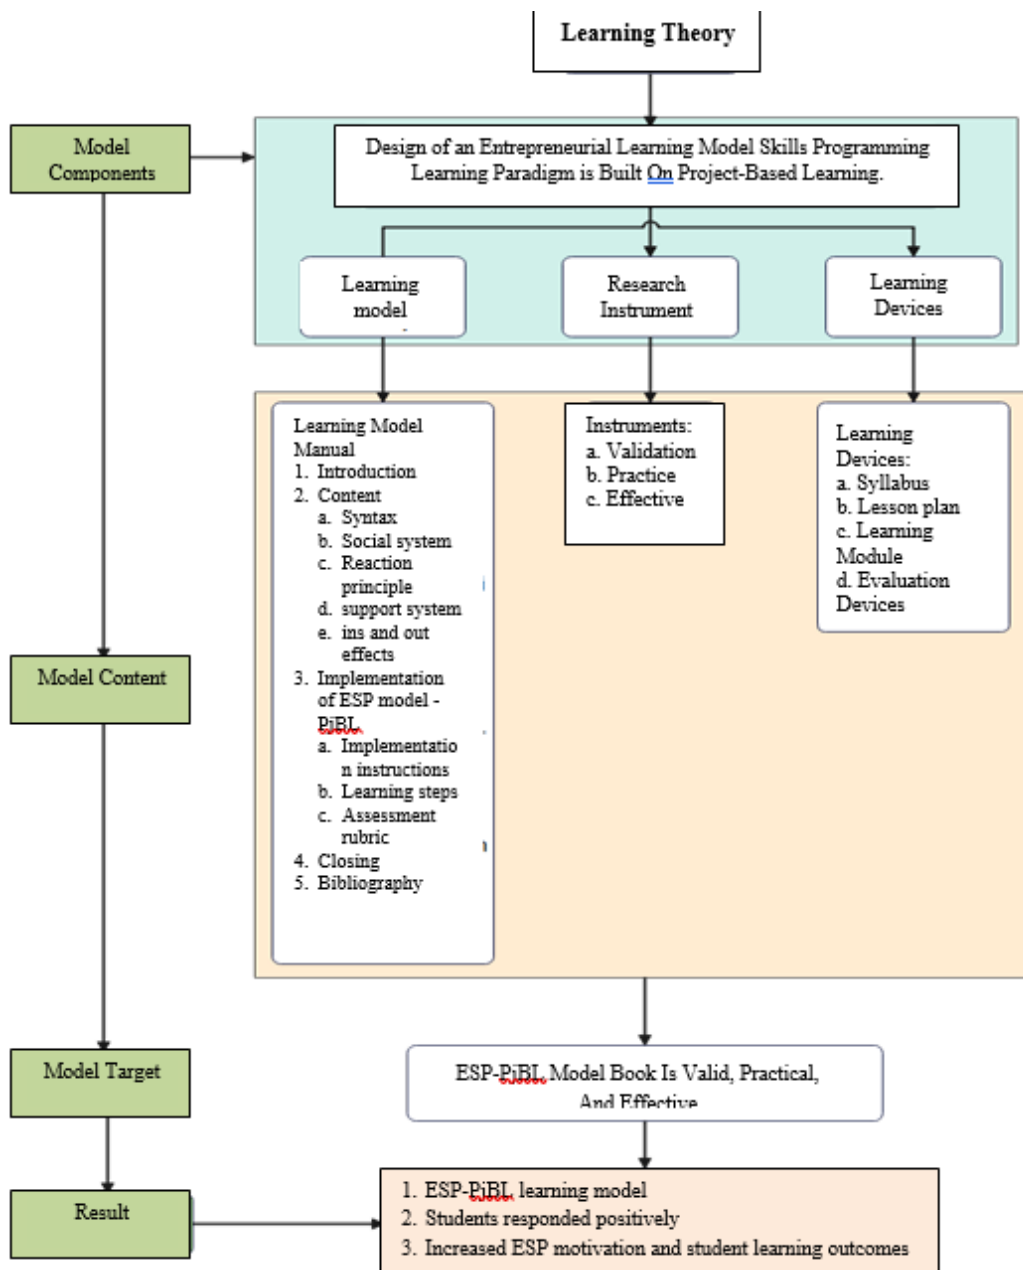 Learning Theory
Model
Components
Design of an Entrepreneurial Learning Model Skills Programming
Learning Paradigm is Built On Project-Based Learning.
Learning
model
Research
Instrument
Learning
Devices
Learning Model
Manual
1. Introduction
2. Content
a. Syntax
b. Social system
c. Reaction
principle
d. support system
e. ins and out
effects
3. Implementation
of ESP model -
PjBL
a. Implementatio
n instructions
b. Learning steps
c. Assessment
rubric
4. Closing
5. Bibliography
Instruments:
a. Validation
b. Practice
c. Effective
Learning
Devices:
a. Syllabus
b. Lesson plan
c. Learning
Module
d. Evaluation
Devices
Model Content
Model Target
ESP-PjBL Model Book Is Valid, Practical,
And Effective
Result
1. ESP-PjBL learning model
2. Students responded positively
3. Increased ESP motivation and student learning outcomes